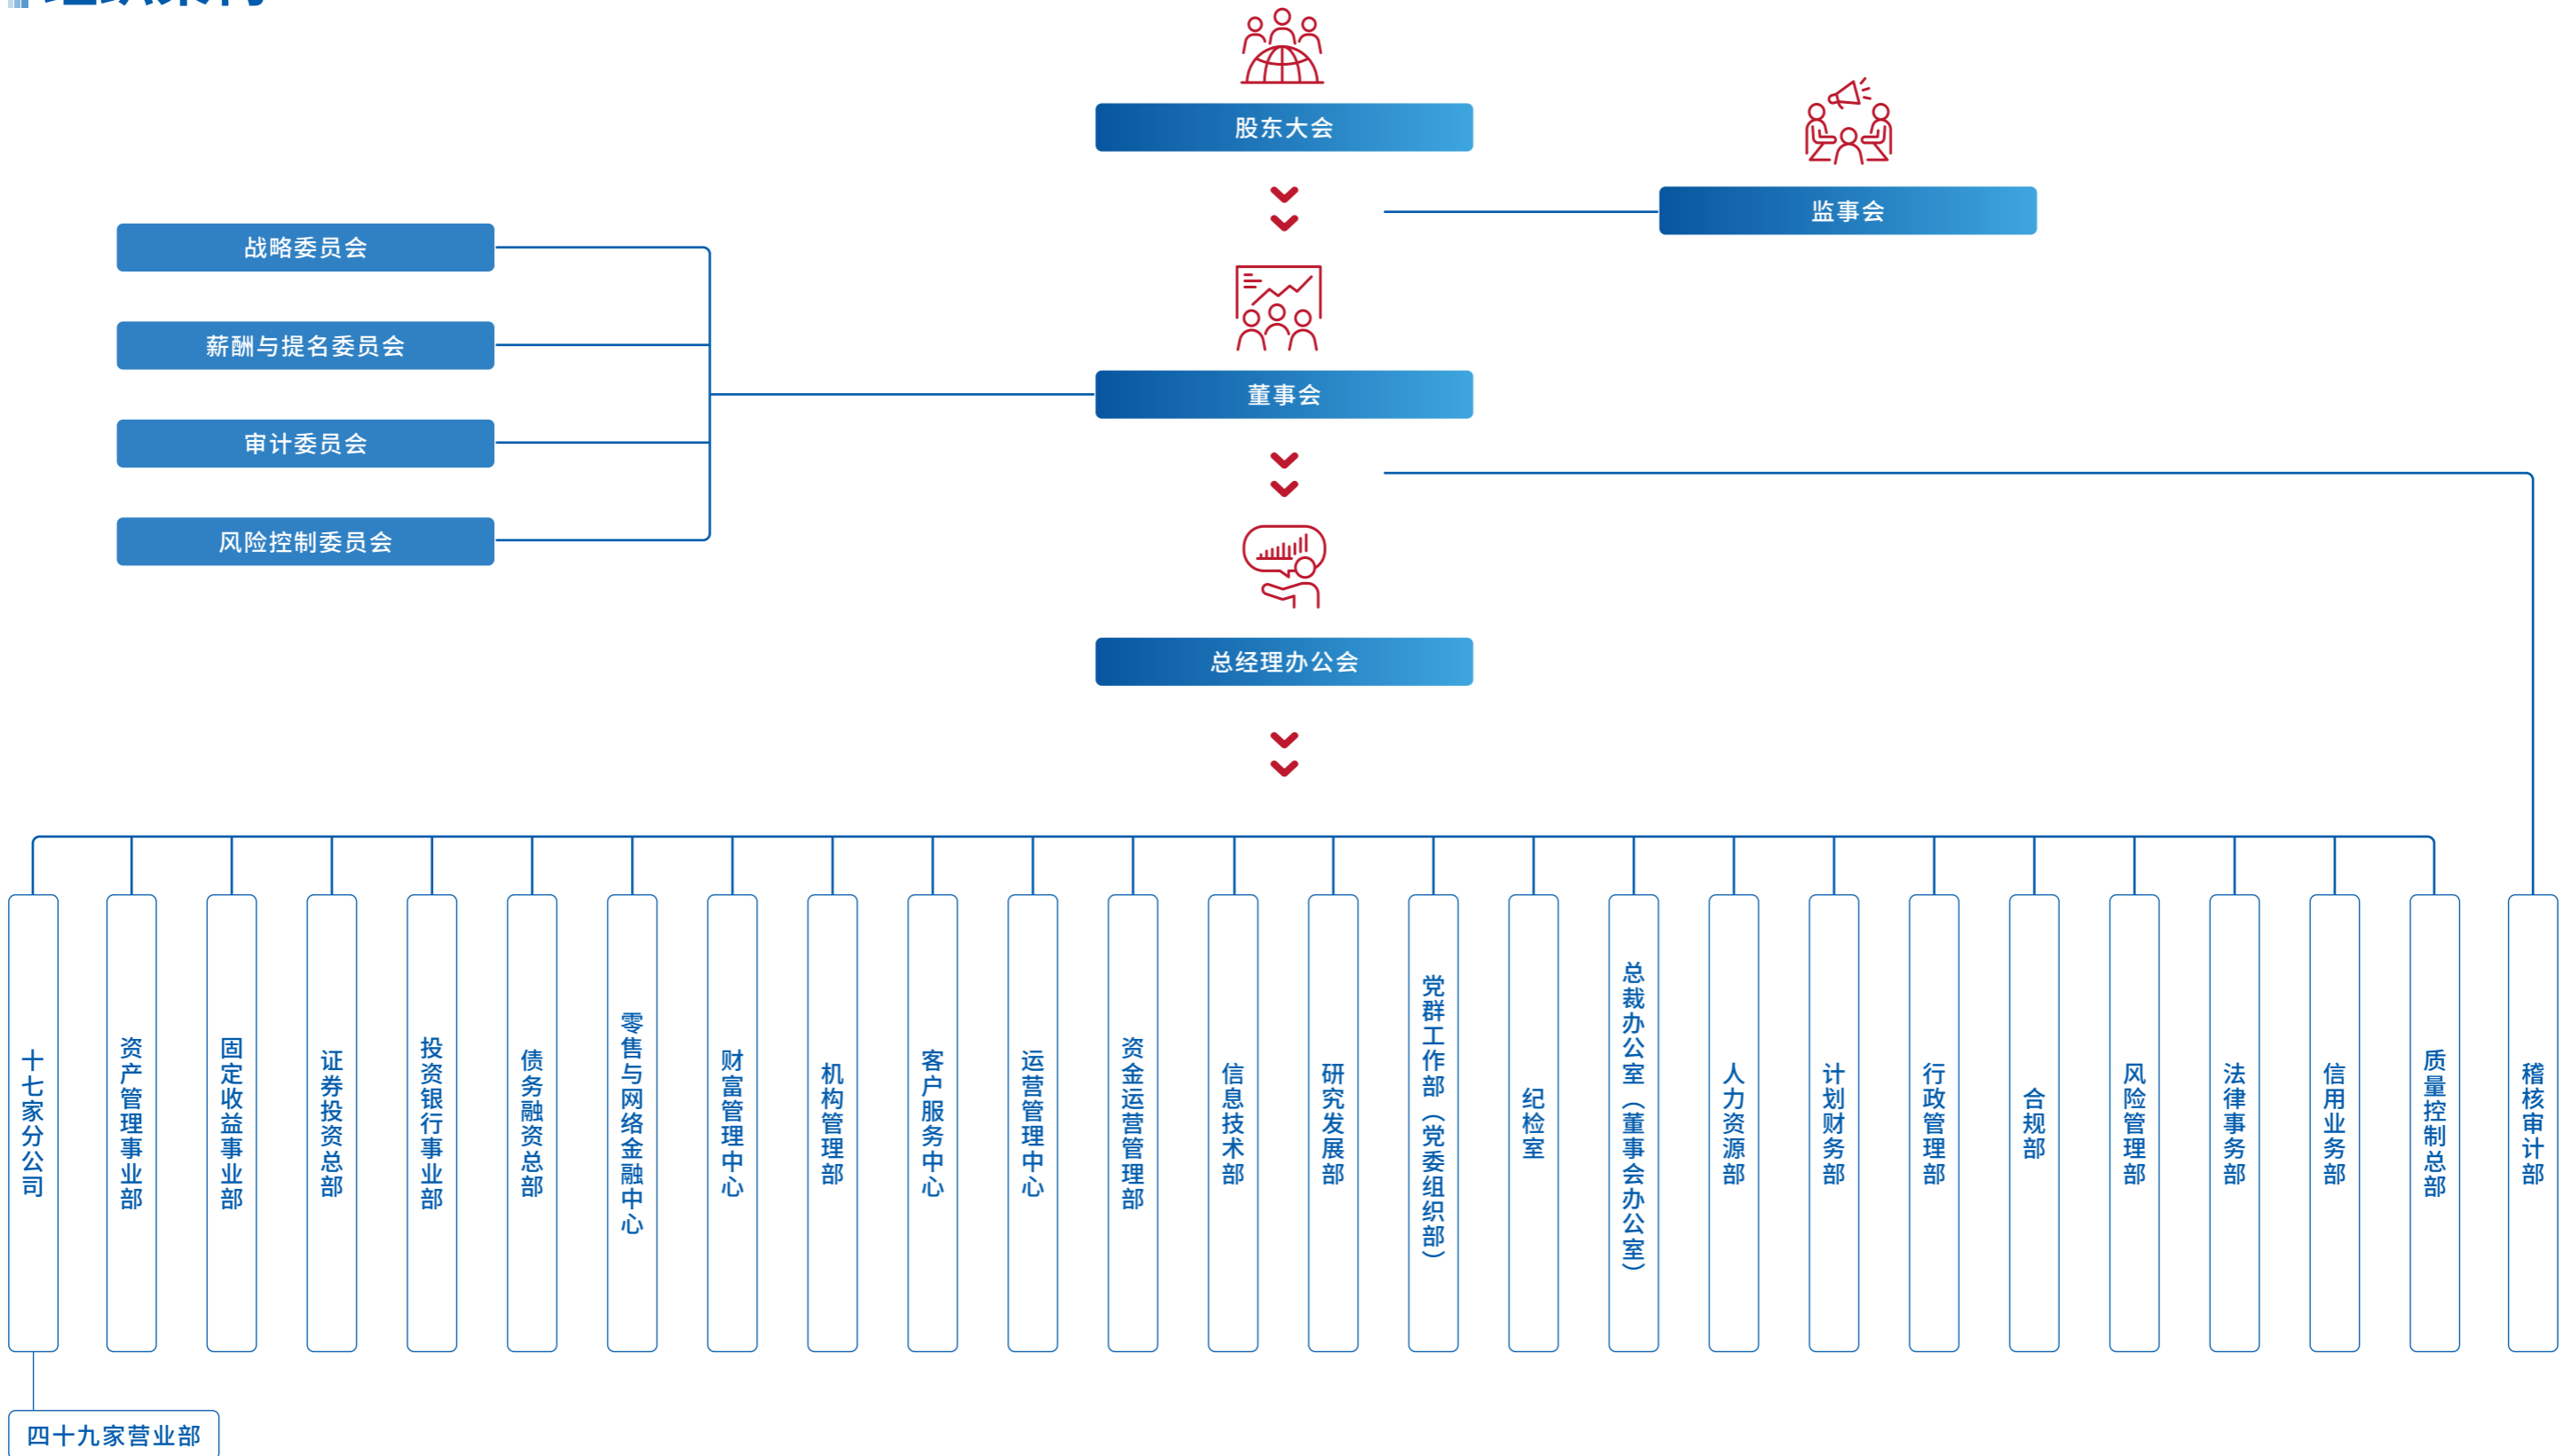 组织架构
股东大会
监事会
战略委员会
薪酬与提名委员会
董事会
审计委员会
风险控制委员会
总经理办公会
十七家分公司
资产管理事业部
固定收益事业部
证券投资总部
投资银行事业部
债务融资总部
零售与网络金融中心
财富管理中心
机构管理部
客户服务中心
运营管理中心
资金运营管理部
信息技术部
研究发展部
党群工作部（党委组织部）
纪检室
总裁办公室（董事会办公室）
人力资源部
计划财务部
行政管理部
合规部
风险管理部
法律事务部
信用业务部
质量控制总部
稽核审计部
四十九家营业部